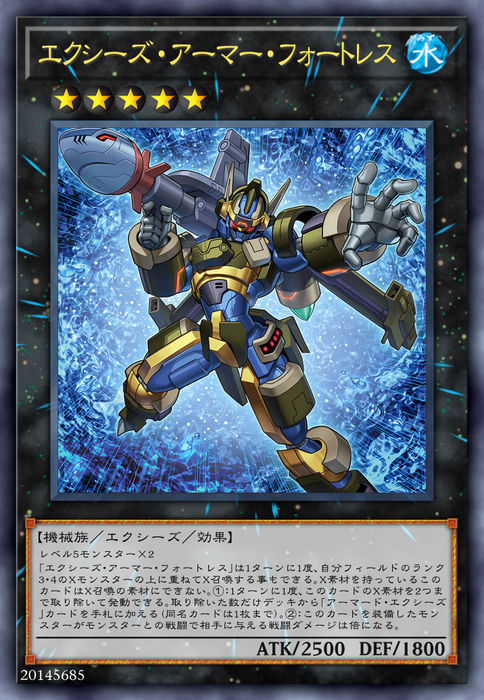 エクシーズ・アーマー・フォートレス
みず
水
【機械族／エクシーズ／効果】
レベル5モンスター×2
「エクシーズ・アーマー・フォートレス」は1ターンに1度、自分フィールドのランク
3・4のXモンスターの上に重ねてX召喚する事もできる。X素材を持っているこの
カードはX召喚の素材にできない。①：1ターンに1度、このカードのX素材を2つま
で取り除いて発動できる。取り除いた数だけデッキから「アーマード・エクシーズ
」カードを手札に加える（同名カードは1枚まで）。②：このカードを装備したモン
スターがモンスターとの戦闘で相手に与える戦闘ダメージは倍になる。
ATK/2500 DEF/1800
20145685